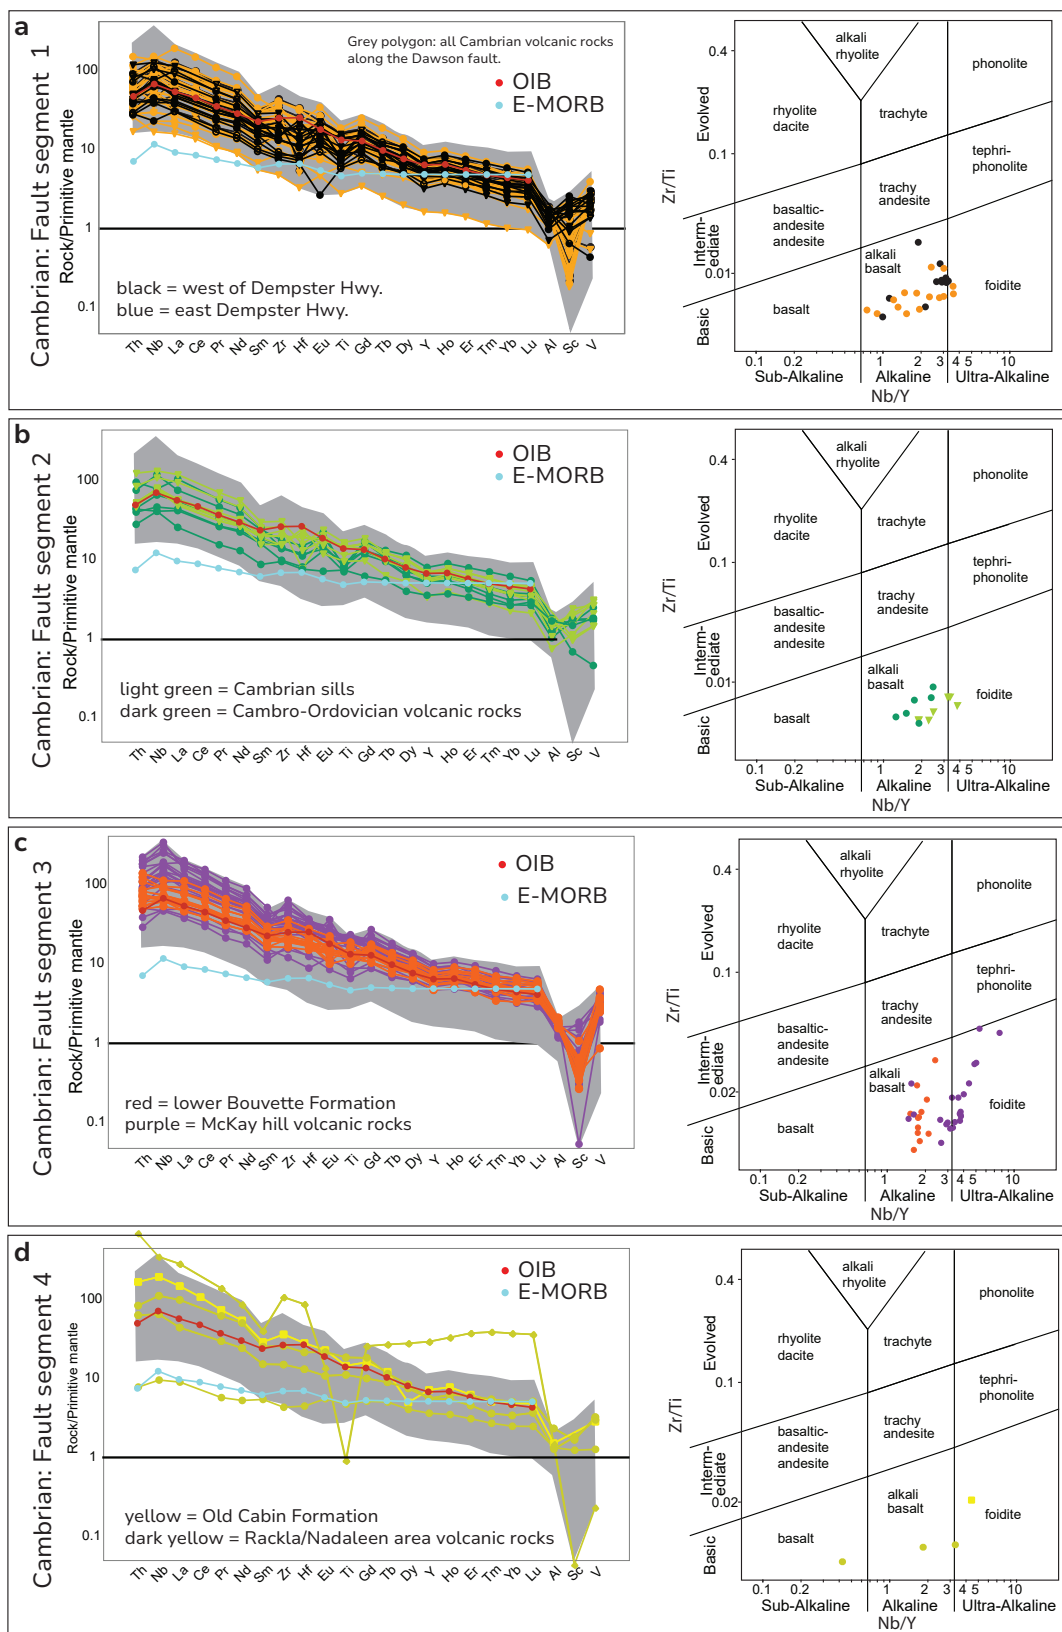 a
Cambrian: Fault segment 1
Rock/Primitive mantle
100
10
1
0.1
Grey polygon: all Cambrian volcanic rocks
along the Dawson fault.
OIB
E-MORB
black = west of Dempster Hwy.
blue = east Dempster Hwy.
Th Nb La Ce Pr Nd Sm Zr Hf Eu Ti Gd Tb Dy Y Ho Er Tm Yb Lu Al Sc V
Zr/Ti
Evolved
Interm-
ediate
Basic
0.4
0.1
0.01
alkali
rhyolite
phonolite
rhyolite
dacite
trachyte
tephri-
phonolite
trachy
andesite
basaltic-
andesite
andesite
alkali
basalt
foidite
basalt
0.1 0.2 1 2 3 4 5 10
Sub-Alkaline Alkaline Ultra-Alkaline
Nb/Y
b
Cambrian: Fault segment 2
Rock/Primitive mantle
100
10
1
0.1
OIB
E-MORB
light green = Cambrian sills
dark green = Cambro-Ordovician volcanic rocks
Th Nb La Ce Pr Nd Sm Zr Hf Eu Ti Gd Tb Dy Y Ho Er Tm Yb Lu Al Sc V
Zr/Ti
Evolved
Interm-
ediate
Basic
0.4
0.1
0.01
alkali
rhyolite
phonolite
rhyolite
dacite
trachyte
tephri-
phonolite
trachy
andesite
basaltic-
andesite
andesite
alkali
basalt
foidite
basalt
0.1 0.2 1 2 3 4 5 10
Sub-Alkaline Alkaline Ultra-Alkaline
Nb/Y
c
Cambrian: Fault segment 3
Rock/Primitive mantle
100
10
1
0.1
OIB
E-MORB
red = lower Bouvette Formation
purple = McKay hill volcanic rocks
Th Nb La Ce Pr Nd Sm Zr Hf Eu Ti Gd Tb Dy Y Ho Er Tm Yb Lu Al Sc V
Zr/Ti
Evolved
Interm-
ediate
Basic
0.4
0.1
0.02
alkali
rhyolite
phonolite
rhyolite
dacite
trachyte
tephri-
phonolite
trachy
andesite
basaltic-
andesite
andesite
alkali
basalt
foidite
basalt
0.1 0.2 1 2 3 4 5 10
Sub-Alkaline Alkaline Ultra-Alkaline
Nb/Y
d
Cambrian: Fault segment 4
Rock/Primitive mantle
100
10
1
0.1
OIB
E-MORB
yellow = Old Cabin Formation
dark yellow = Rackla/Nadaleen area volcanic rocks
Th Nb La Ce Pr Nd Sm Zr Hf Eu Ti Gd Tb Dy Y Ho Er Tm Yb Lu Al Sc V
Zr/Ti
Evolved
Interm-
ediate
Basic
0.4
0.1
0.02
alkali
rhyolite
phonolite
rhyolite
dacite
trachyte
tephri-
phonolite
trachy
andesite
basaltic-
andesite
andesite
alkali
basalt
foidite
basalt
0.1 0.2 1 2 3 4 5 10
Sub-Alkaline Alkaline Ultra-Alkaline
Nb/Y